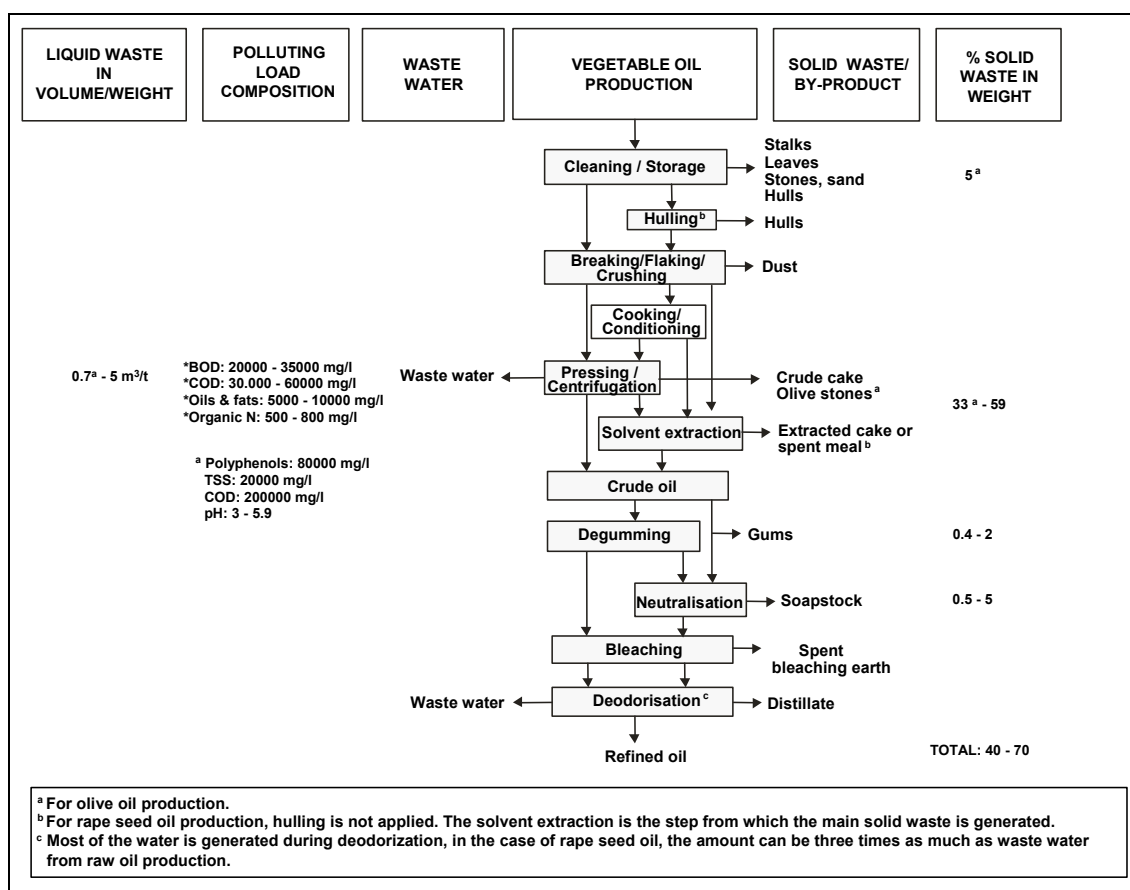 LIQUID WASTE
IN
VOLUME/WEIGHT
POLLUTING
LOAD
COMPOSITION
WASTE
WATER
VEGETABLE OIL
PRODUCTION
SOLID WASTE/
BY-PRODUCT
% SOLID
WASTE IN
WEIGHT
Cleaning / Storage
Stalks
Leaves
Stones, sand
Hulls
5 a
Hulling b
Hulls
Breaking/Flaking/
Crushing
Dust
Cooking/
Conditioning
0.7a - 5 m3/t
*BOD: 20000 - 35000 mg/l
*COD: 30.000 - 60000 mg/l
*Oils & fats: 5000 - 10000 mg/l
*Organic N: 500 - 800 mg/l
Waste water
Pressing /
Centrifugation
Crude cake
Olive stones a
33 a - 59
Solvent extraction
Extracted cake or
spent meal b
a Polyphenols: 80000 mg/l
TSS: 20000 mg/l
COD: 200000 mg/l
pH: 3 - 5.9
Crude oil
Degumming
Gums
0.4 - 2
Neutralisation
Soapstock
0.5 - 5
Bleaching
Spent
bleaching earth
Waste water
Deodorisation c
Distillate
Refined oil
TOTAL: 40 - 70
a For olive oil production.
b For rape seed oil production, hulling is not applied. The solvent extraction is the step from which the main solid waste is generated.
c Most of the water is generated during deodorization, in the case of rape seed oil, the amount can be three times as much as waste water
from raw oil production.